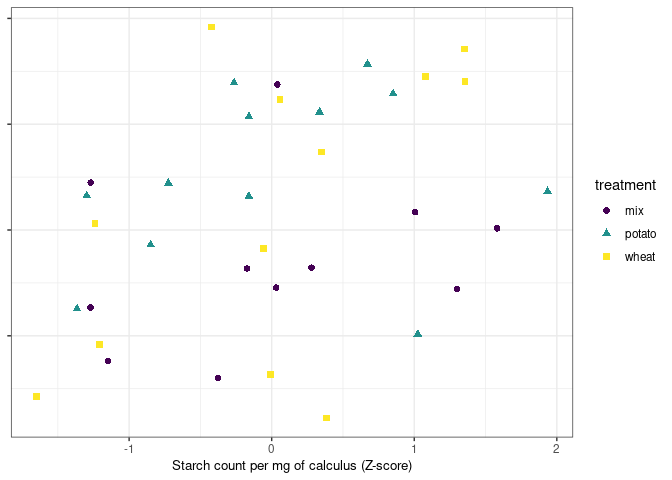 treatment
mix
potato
wheat
-1 0 1 2
Starch count per mg of calculus (Z-score)